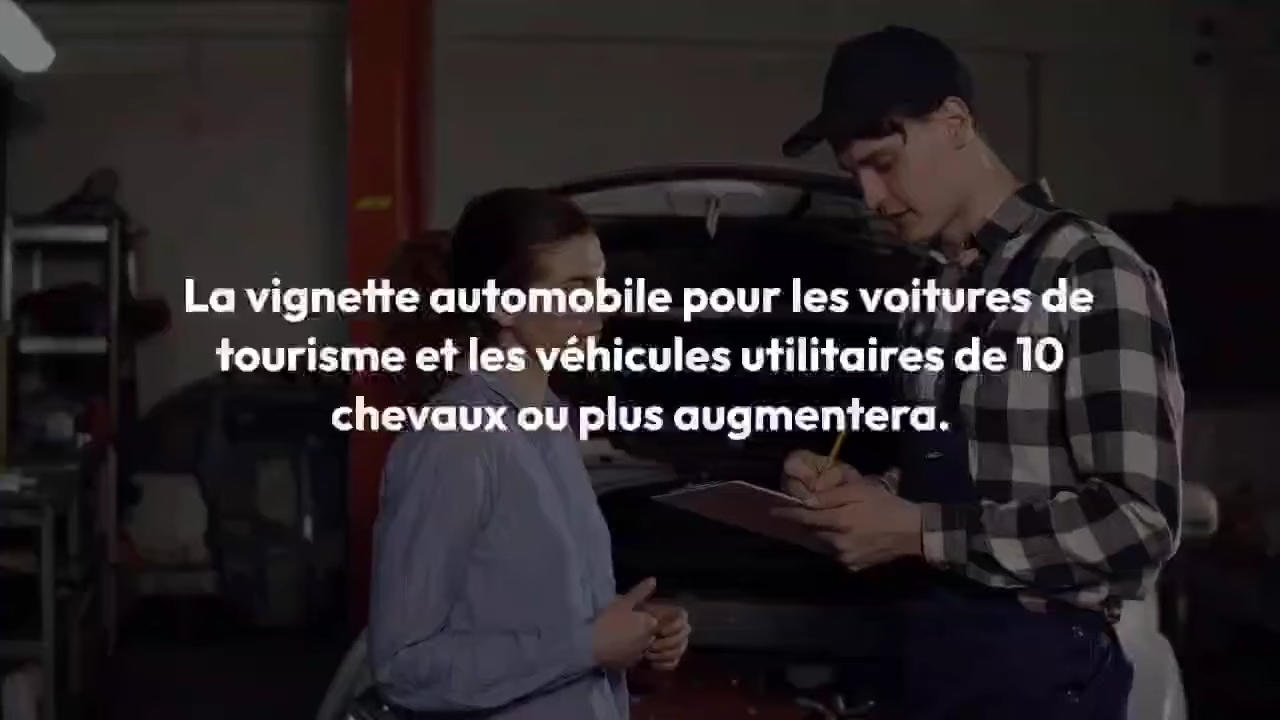 La vignette automobile pour les voitures de
tourisme et les véhicules utilitaires de 10
chevaux ou plus augmentera.